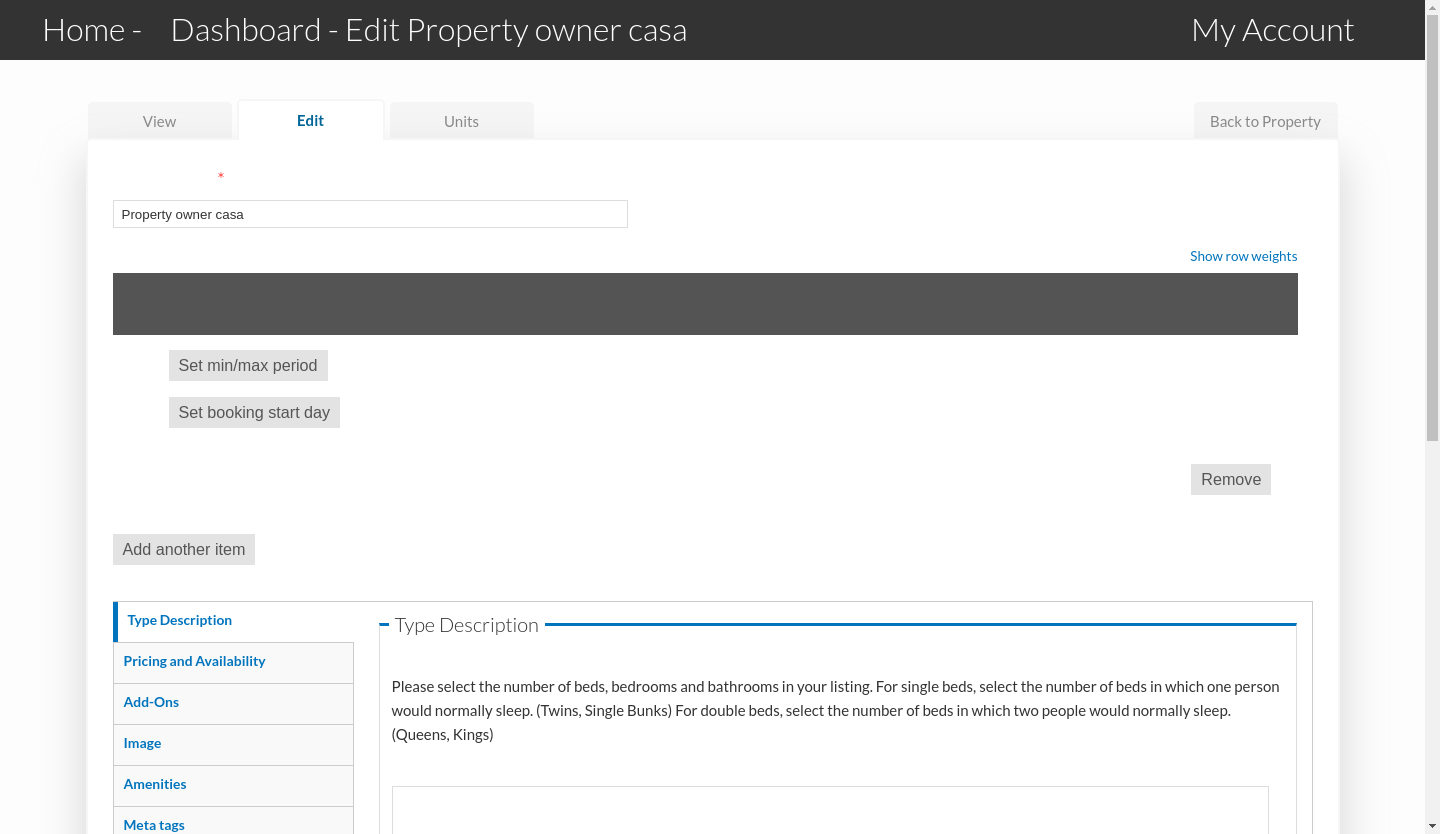 Home -    Dashboard - Edit Property owner casa
My Account
View
Edit
Units
Back to Property
*
Property owner casa
Show row weights
Set min/max period
Set booking start day
Remove
Add another item
Type Description
Pricing and Availability
Add-Ons
Image
Amenities
Meta tags
Type Description
Please select the number of beds, bedrooms and bathrooms in your listing. For single beds, select the number of beds in which one person
would normally sleep. (Twins, Single Bunks) For double beds, select the number of beds in which two people would normally sleep.
(Queens, Kings)